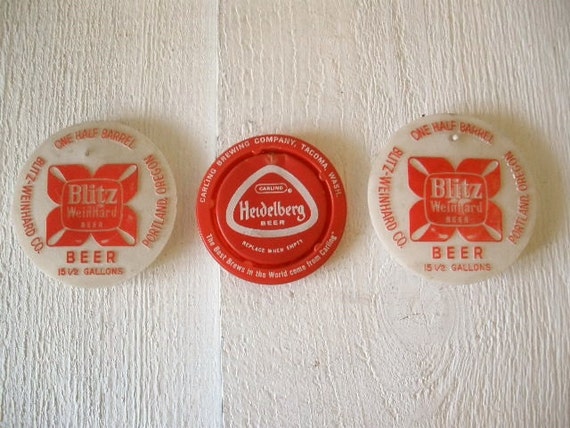 ONE HALF BARREL
BLITZ-WEINHARD CO.
PORTLAND, OREGON
Blitz
Weinhard
BEER
BEER
15 1/2 GALLONS
CARLING BREWING COMPANY, TACOMA, WASH.
CARLING
Heidelberg
BEER
REPLACE WHEN EMPTY
"The Best Brews in the World come from Carling"
ONE HALF BARREL
BLITZ-WEINHARD CO.
PORTLAND, OREGON
Blitz
Weinhard
BEER
BEER
15 1/2 GALLONS